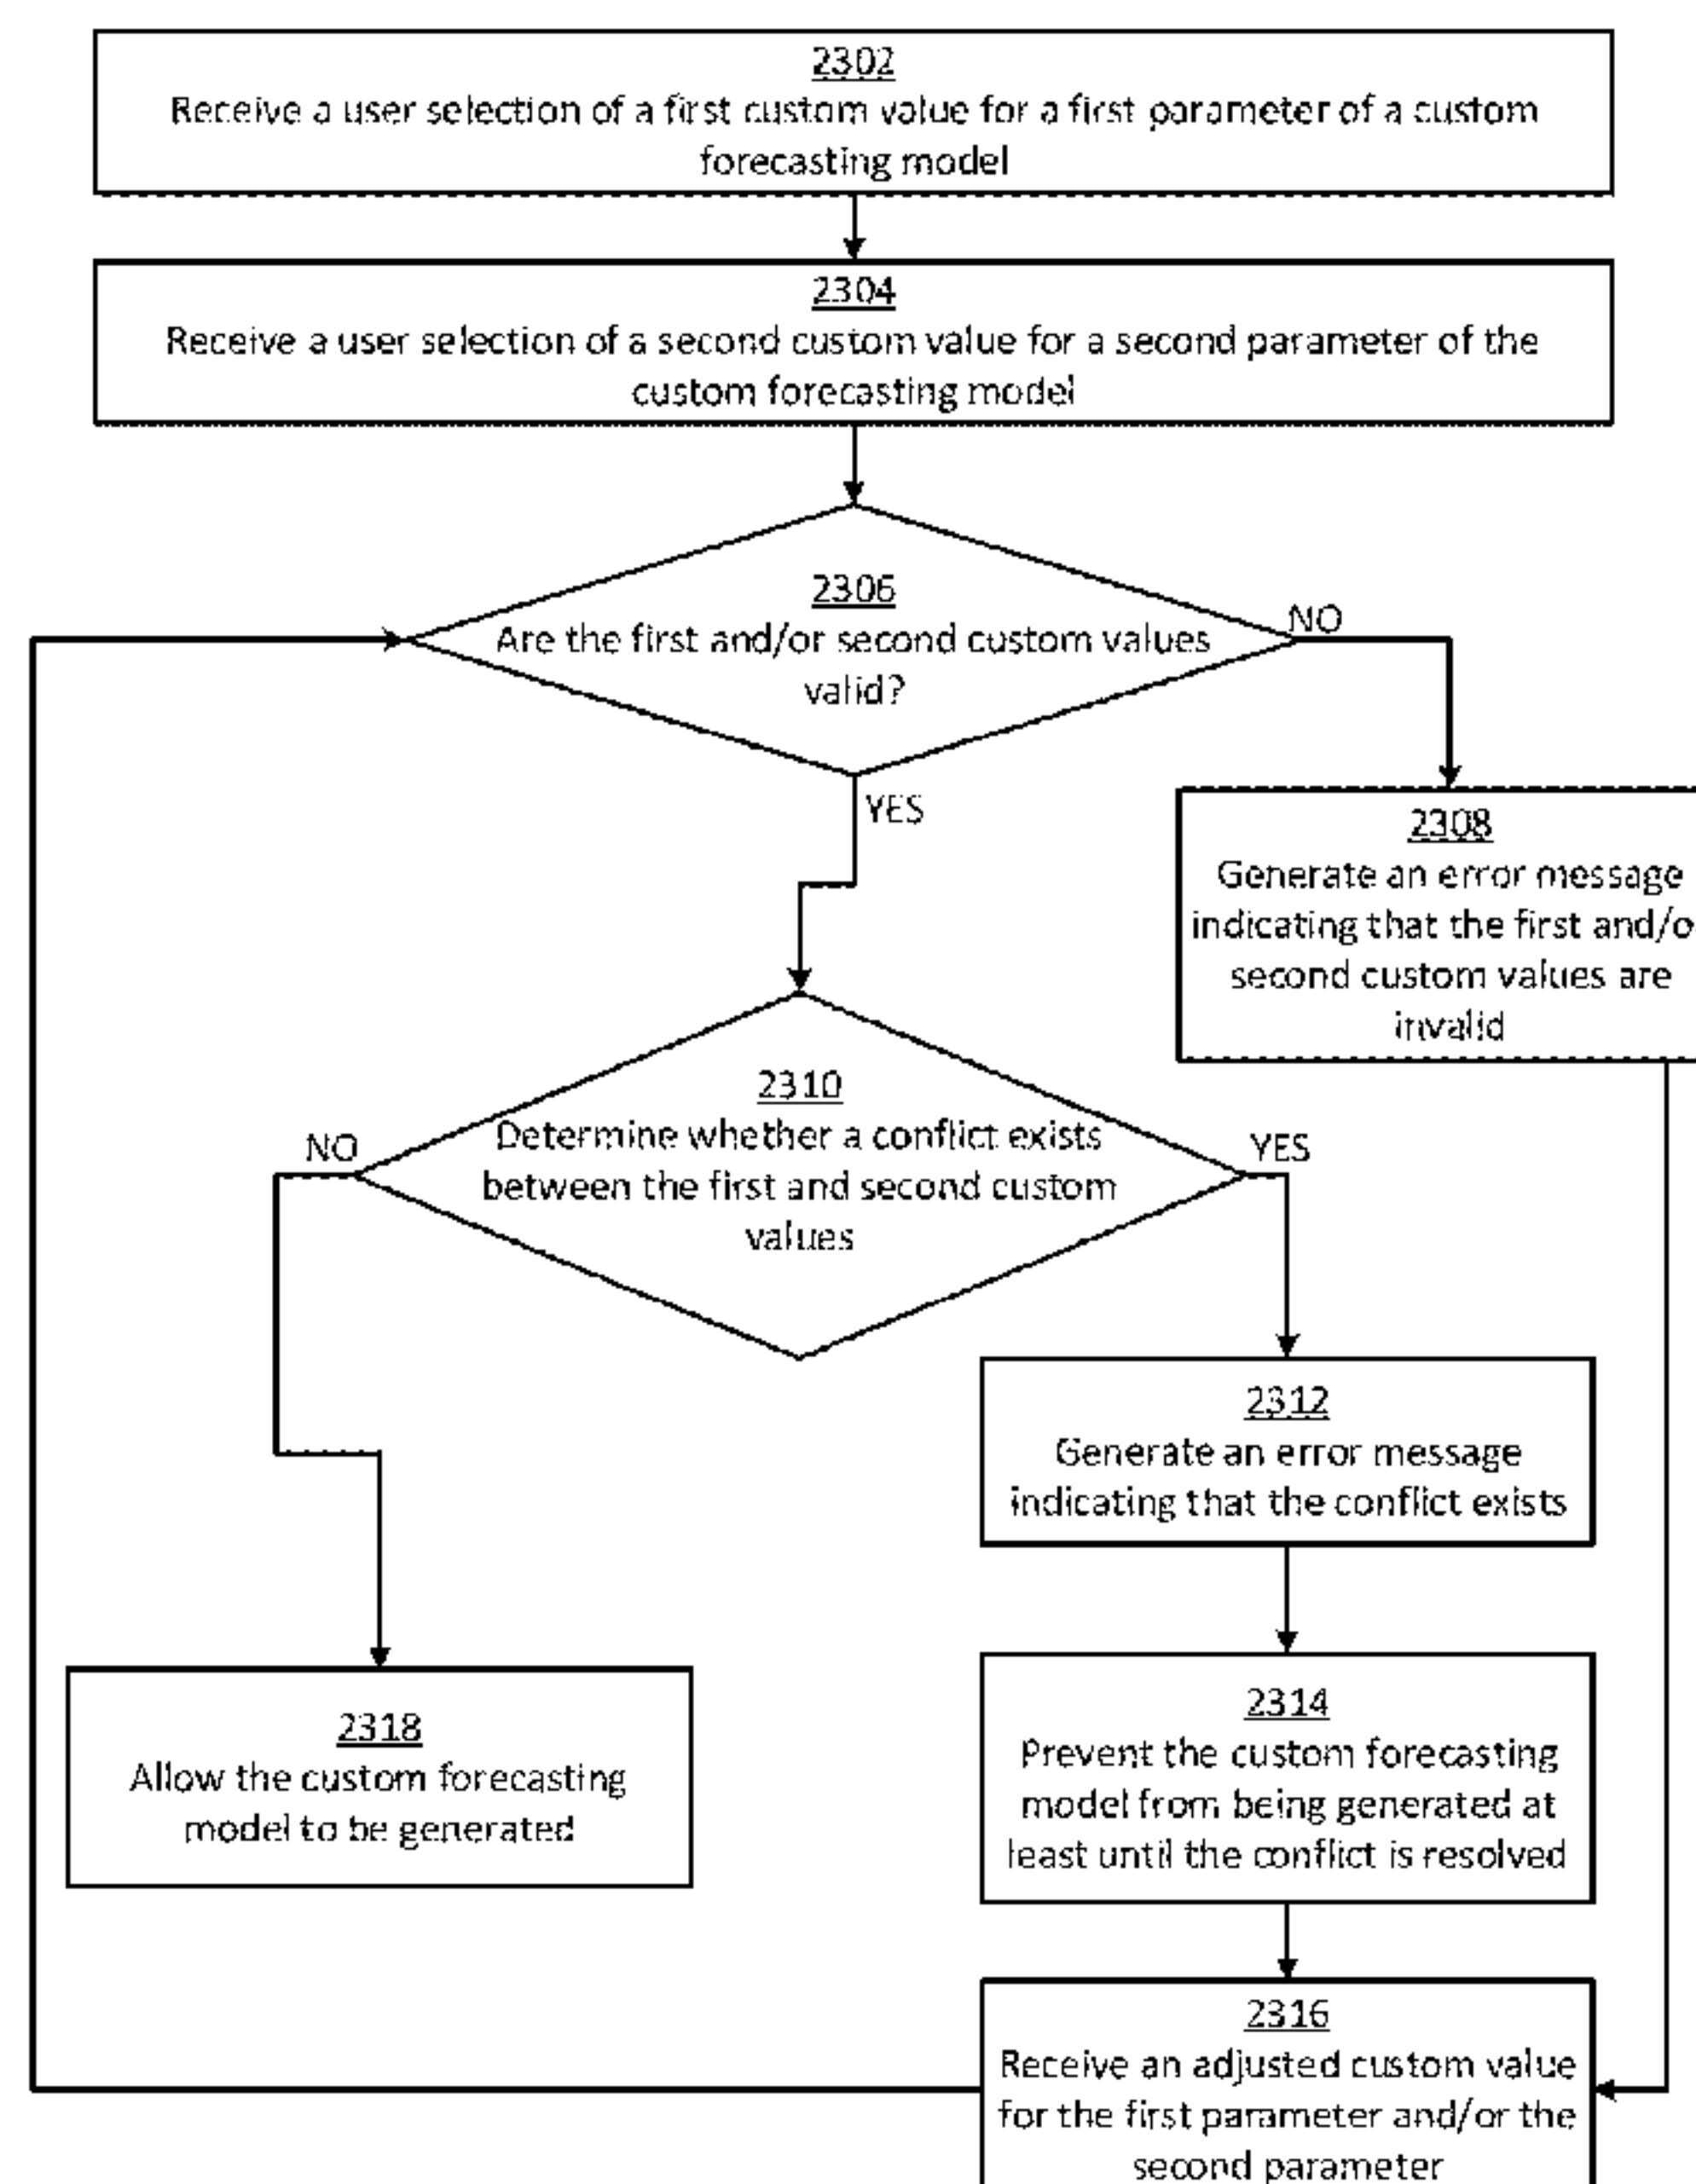 2302
Receive a user selection of a first custom value for a first parameter of a custom
forecasting model
2304
Receive a user selection of a second custom value for a second parameter of the
custom forecasting model
2306
Are the first and/or second custom values
valid?
NO
YES
2308
Generate an error message
indicating that the first and/o
second custom values are
invalid
2310
Determine whether a conflict exists
between the first and second custom
values
NO
YES
2312
Generate an error message
indicating that the conflict exists
2314
Prevent the custom forecasting
model from being generated at
least until the conflict is resolved
2318
Allow the custom forecasting
model to be generated
2316
Receive an adjusted custom value
for the first parameter and/or the
second parameter